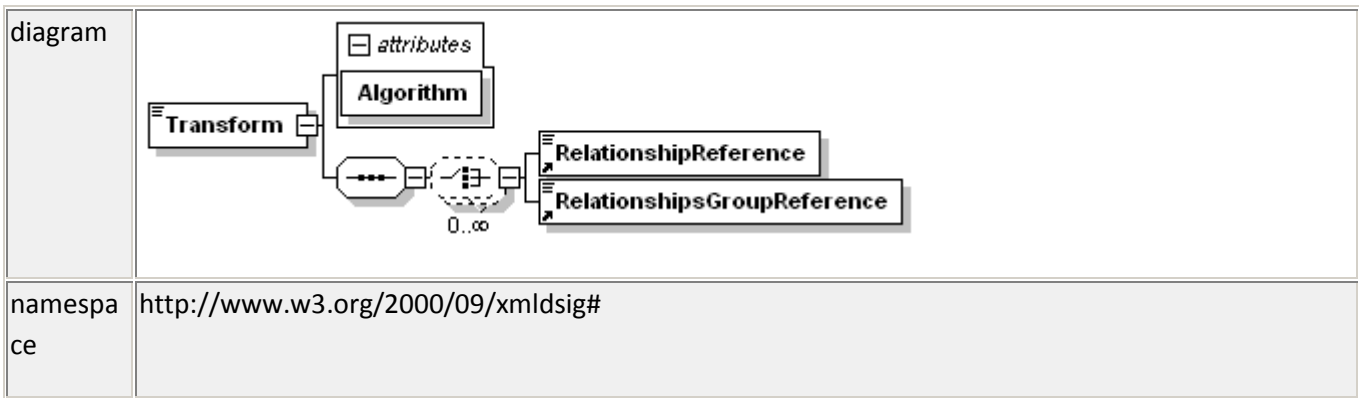 diagram
attributes
Algorithm
Transform
RelationshipReference
RelationshipsGroupReference
0..∞
namespa
ce
http://www.w3.org/2000/09/xmldsig#